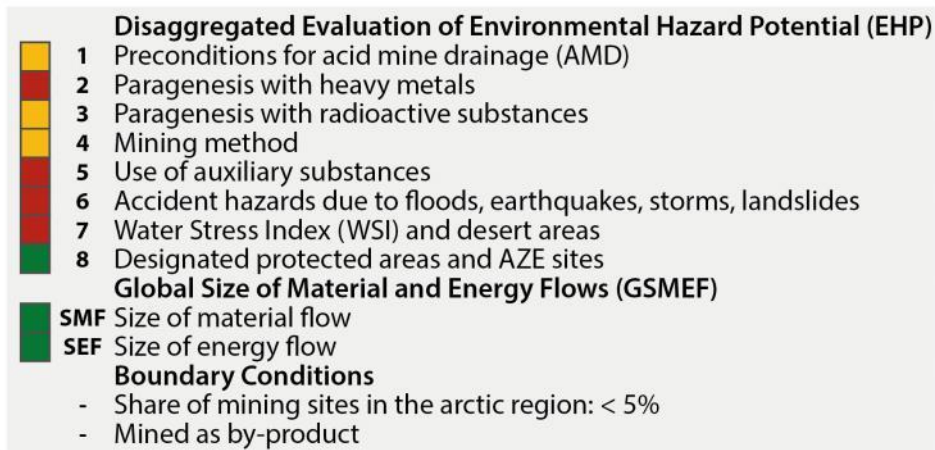 Disaggregated Evaluation of Environmental Hazard Potential (EHP)
1 Preconditions for acid mine drainage (AMD)
2 Paragenesis with heavy metals
3 Paragenesis with radioactive substances
4 Mining method
5 Use of auxiliary substances
6 Accident hazards due to floods, earthquakes, storms, landslides
7 Water Stress Index (WSI) and desert areas
8 Designated protected areas and AZE sites
Global Size of Material and Energy Flows (GSMEF)
SMF Size of material flow
SEF Size of energy flow
Boundary Conditions
- Share of mining sites in the arctic region: < 5%
- Mined as by-product